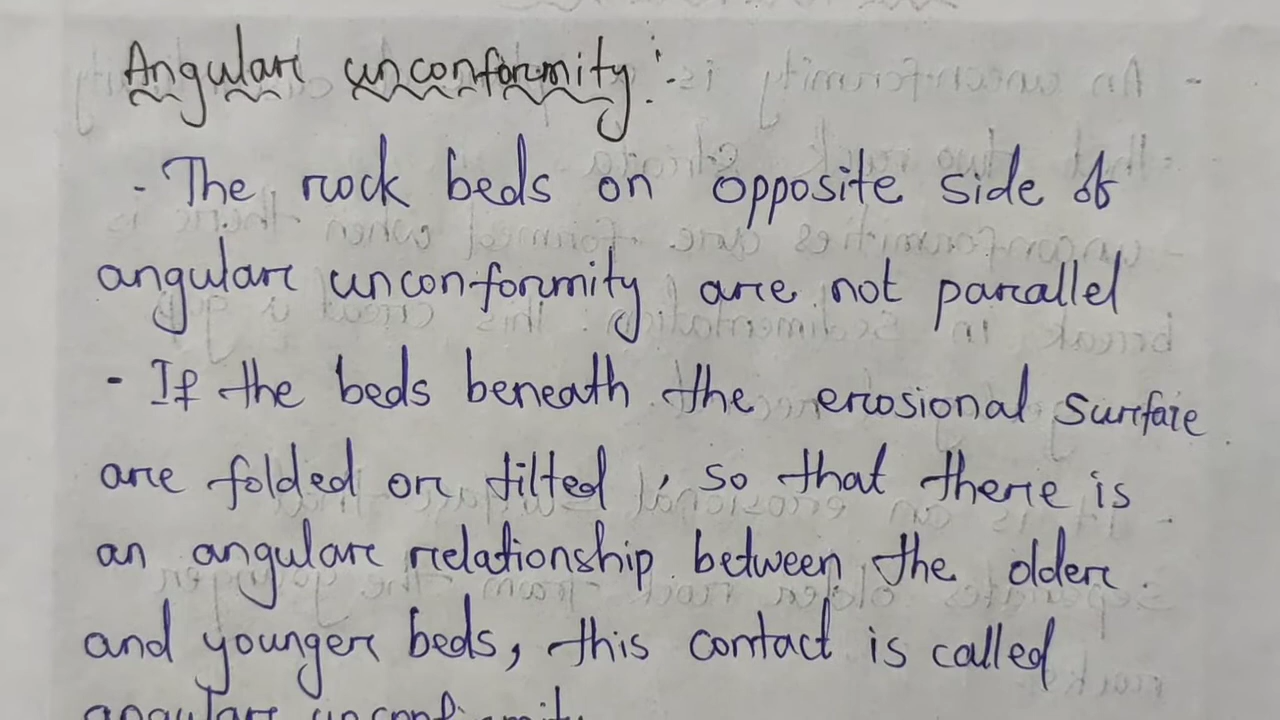 Angular unconformity :-
- The rock beds on opposite side of
angular unconformity are not parallel
- If the beds beneath the erosional surface
are folded or tilted, so that there is
an angular relationship between the older
and younger beds, this contact is called
angular unconformity